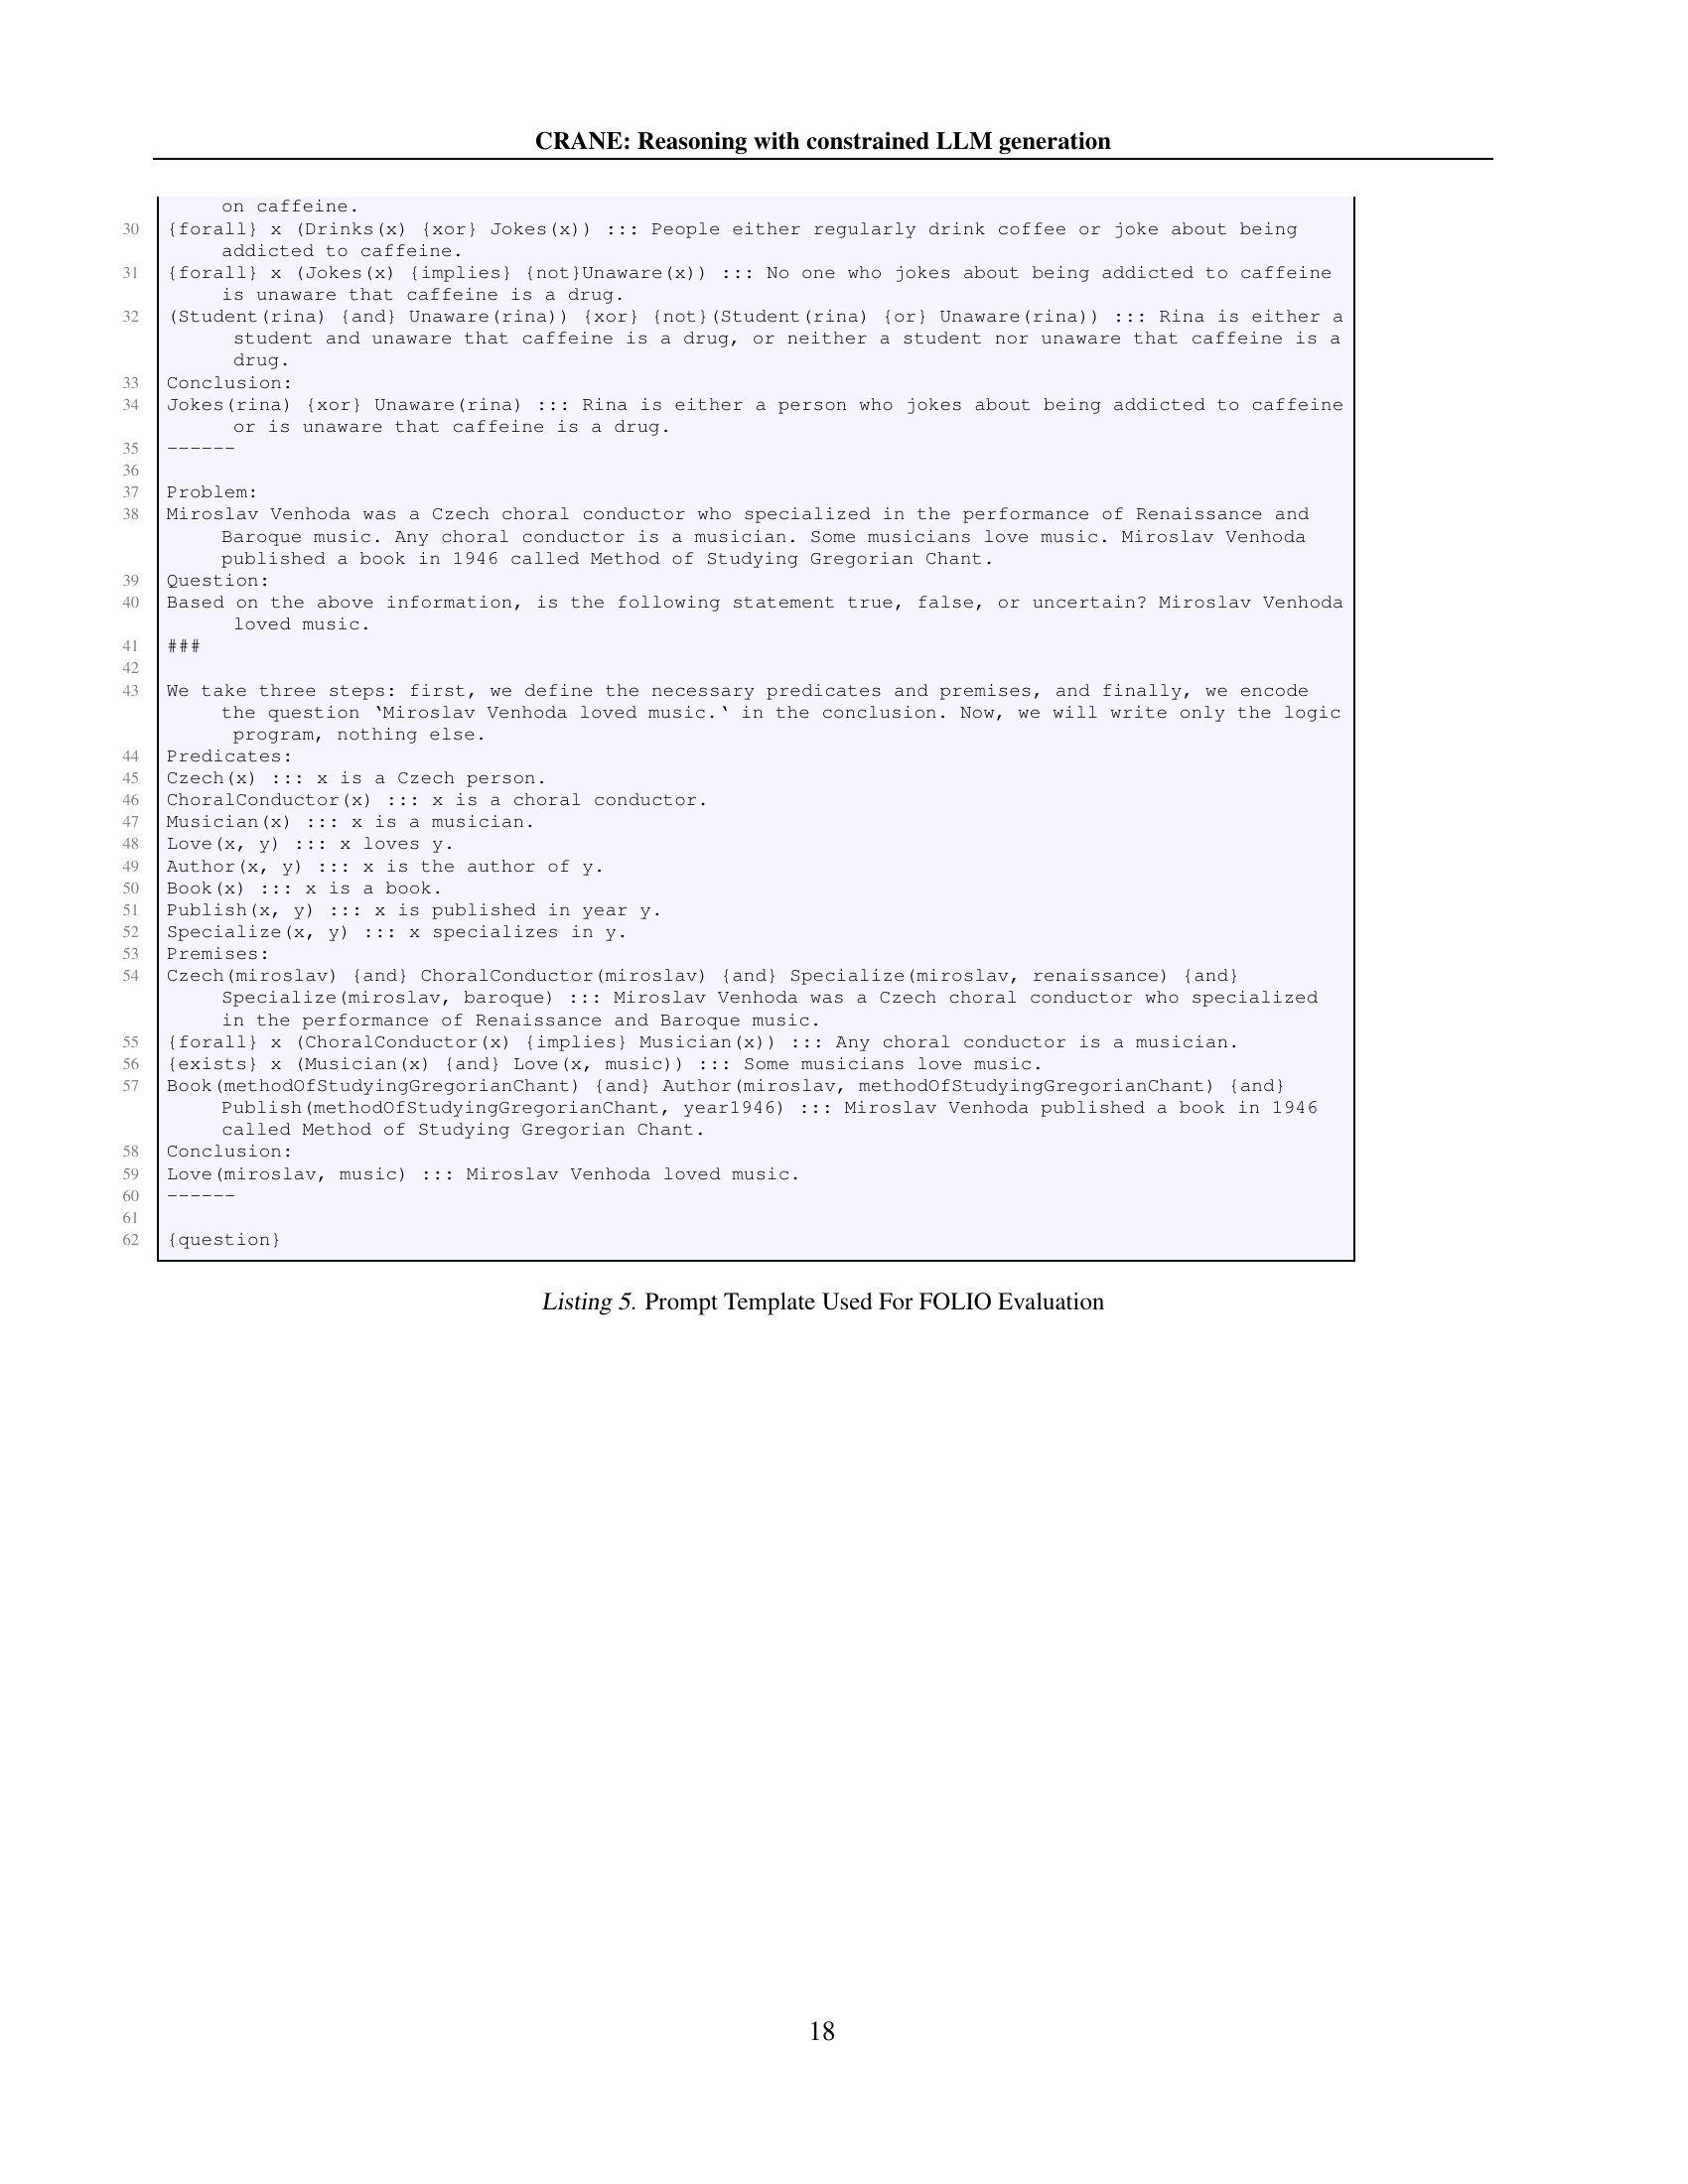 CRANE: Reasoning with constrained LLM generation
on caffeine.
30 {forall} x (Drinks(x) {xor} Jokes(x)) ::: People either regularly drink coffee or joke about being
addicted to caffeine.
31 {forall} x (Jokes(x) {implies} {not}Unaware(x)) ::: No one who jokes about being addicted to caffeine
is unaware that caffeine is a drug.
32 (Student(rina) {and} Unaware(rina)) {xor} {not}(Student(rina) {or} Unaware(rina)) ::: Rina is either a
student and unaware that caffeine is a drug, or neither a student nor unaware that caffeine is a
drug.
33 Conclusion:
34 Jokes(rina) {xor} Unaware(rina) ::: Rina is either a person who jokes about being addicted to caffeine
or is unaware that caffeine is a drug.
35 ------
36
37 Problem:
38 Miroslav Venhoda was a Czech choral conductor who specialized in the performance of Renaissance and
Baroque music. Any choral conductor is a musician. Some musicians love music. Miroslav Venhoda
published a book in 1946 called Method of Studying Gregorian Chant.
39 Question:
40 Based on the above information, is the following statement true, false, or uncertain? Miroslav Venhoda
loved music.
41 ###
42
43 We take three steps: first, we define the necessary predicates and premises, and finally, we encode
the question ‘Miroslav Venhoda loved music.‘ in the conclusion. Now, we will write only the logic
program, nothing else.
44 Predicates:
45 Czech(x) ::: x is a Czech person.
46 ChoralConductor(x) ::: x is a choral conductor.
47 Musician(x) ::: x is a musician.
48 Love(x, y) ::: x loves y.
49 Author(x, y) ::: x is the author of y.
50 Book(x) ::: x is a book.
51 Publish(x, y) ::: x is published in year y.
52 Specialize(x, y) ::: x specializes in y.
53 Premises:
54 Czech(miroslav) {and} ChoralConductor(miroslav) {and} Specialize(miroslav, renaissance) {and}
Specialize(miroslav, baroque) ::: Miroslav Venhoda was a Czech choral conductor who specialized
in the performance of Renaissance and Baroque music.
55 {forall} x (ChoralConductor(x) {implies} Musician(x)) ::: Any choral conductor is a musician.
56 {exists} x (Musician(x) {and} Love(x, music)) ::: Some musicians love music.
57 Book(methodOfStudyingGregorianChant) {and} Author(miroslav, methodOfStudyingGregorianChant) {and}
Publish(methodOfStudyingGregorianChant, year1946) ::: Miroslav Venhoda published a book in 1946
called Method of Studying Gregorian Chant.
58 Conclusion:
59 Love(miroslav, music) ::: Miroslav Venhoda loved music.
60 ------
61
62 {question}
Listing 5. Prompt Template Used For FOLIO Evaluation
18